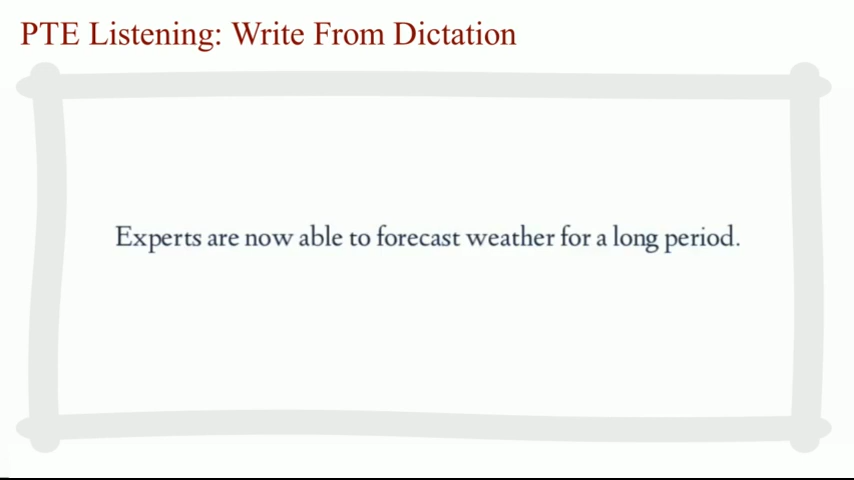 PTE Listening: Write From Dictation
Experts are now able to forecast weather for a long period.